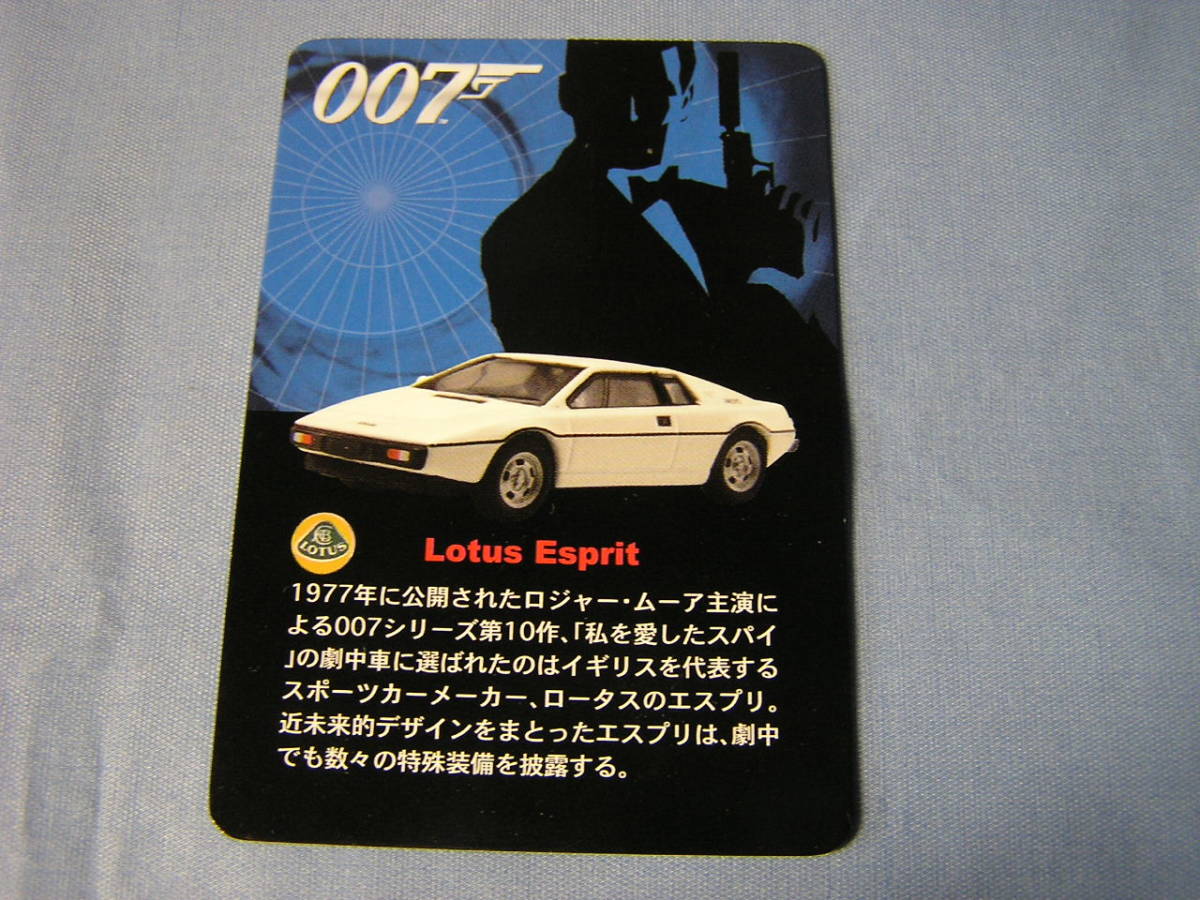 007
LOTUS
Lotus Esprit
1977年に公開されたロジャー・ムーア主演に
よる007シリーズ第10作、「私を愛したスパイ
」の劇中車に選ばれたのはイギリスを代表する
スポーツカーメーカー、ロータスのエスプリ。
近未来的デザインをまとったエスプリは、劇中
でも数々の特殊装備を披露する。